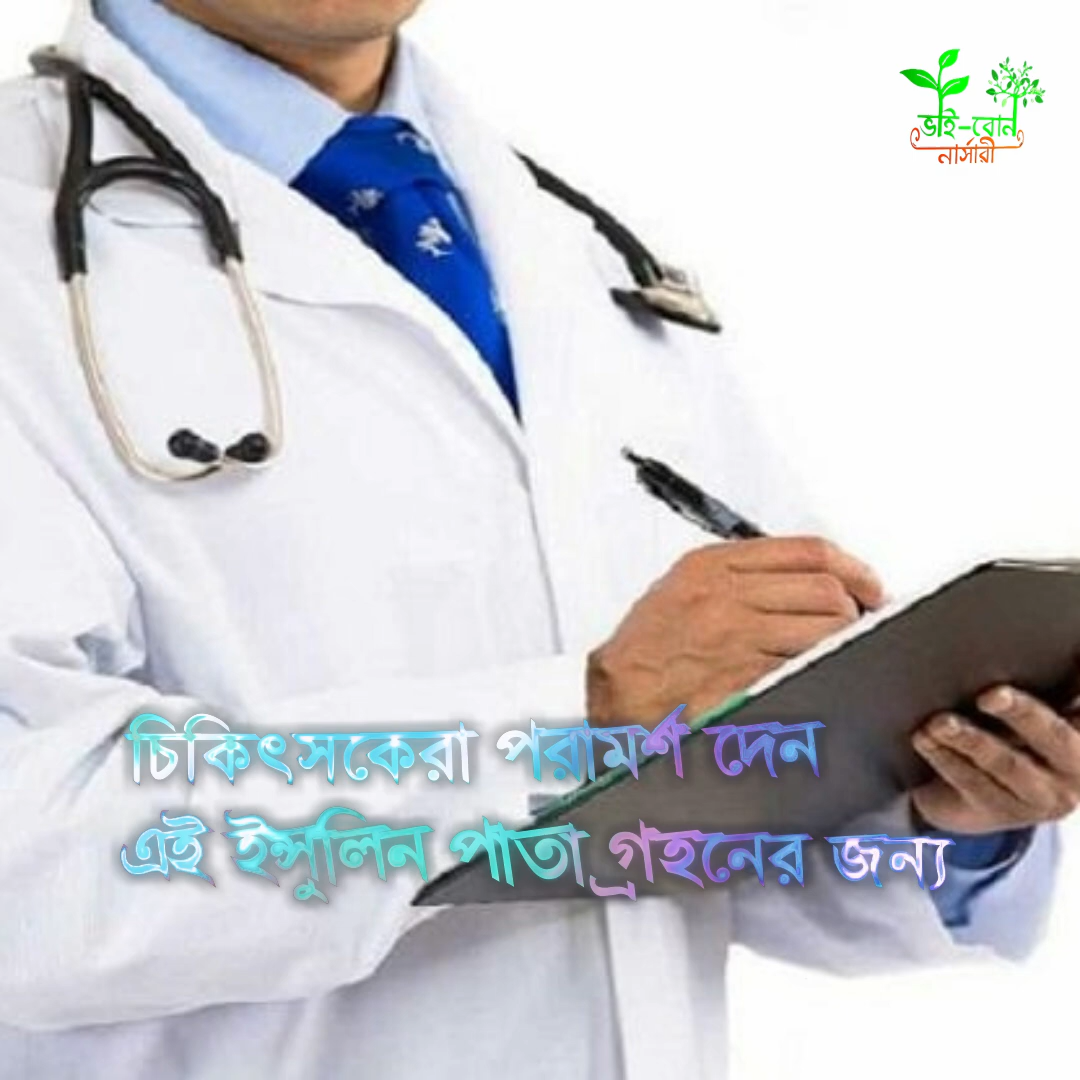 ভাই-বোন
নার্সারী
চিকিৎসকেরা পরামর্শ দেন
এই ইন্সুলিন পাতা গ্রহনের জন্য